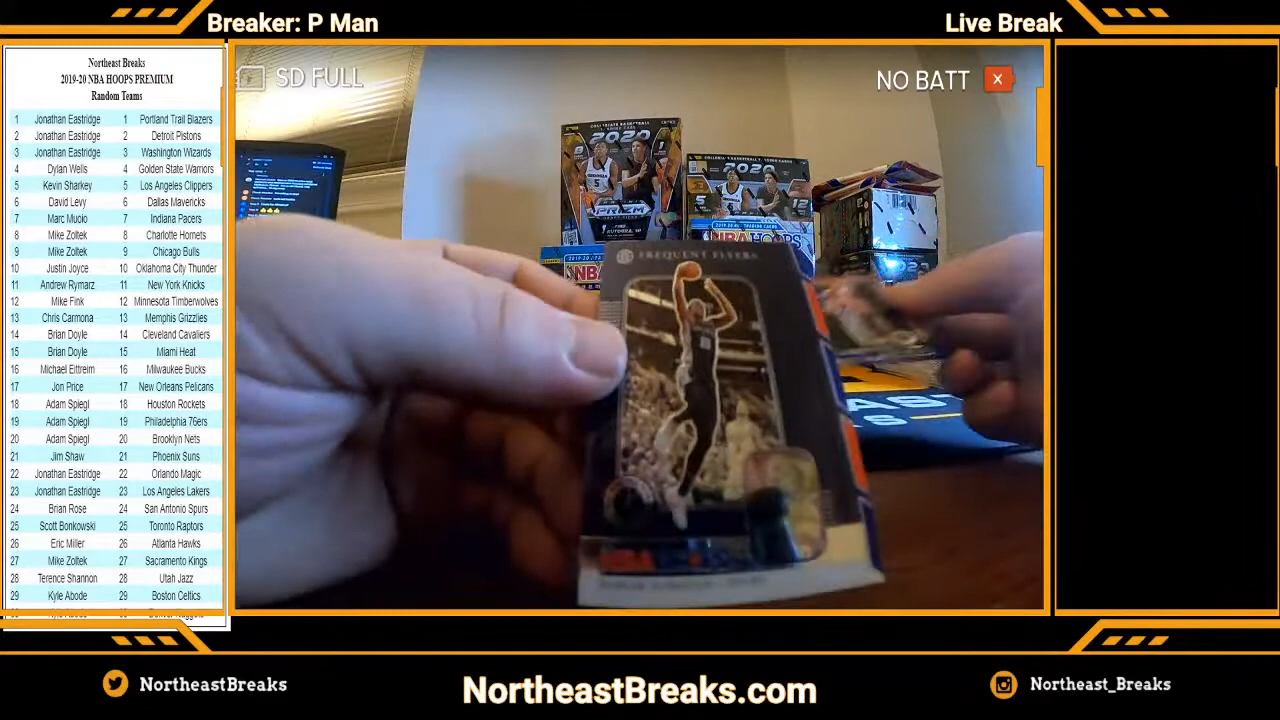 Breaker: P Man
Live Break
Northeast Breaks
2019-20 NBA HOOPS PREMIUM
Random Teams
1 Jonathan Eastridge 1 Portland Trail Blazers
2 Jonathan Eastridge 2 Detroit Pistons
3 Jonathan Eastridge 3 Washington Wizards
4 Dylan Wells 4 Golden State Warriors
5 Kevin Sharkey 5 Los Angeles Clippers
6 David Levy 6 Dallas Mavericks
7 Marc Mucio 7 Indiana Pacers
8 Mike Zoltek 8 Charlotte Hornets
9 Mike Zoltek 9 Chicago Bulls
10 Justin Joyce 10 Oklahoma City Thunder
11 Andrew Rymarz 11 New York Knicks
12 Mike Fink 12 Minnesota Timberwolves
13 Chris Carmona 13 Memphis Grizzlies
14 Brian Doyle 14 Cleveland Cavaliers
15 Brian Doyle 15 Miami Heat
16 Michael Eittreim 16 Milwaukee Bucks
17 Jon Price 17 New Orleans Pelicans
18 Adam Spiegl 18 Houston Rockets
19 Adam Spiegl 19 Philadelphia 76ers
20 Adam Spiegl 20 Brooklyn Nets
21 Jim Shaw 21 Phoenix Suns
22 Jonathan Eastridge 22 Orlando Magic
23 Jonathan Eastridge 23 Los Angeles Lakers
24 Brian Rose 24 San Antonio Spurs
25 Scott Bonkowski 25 Toronto Raptors
26 Eric Miller 26 Atlanta Hawks
27 Mike Zoltek 27 Sacramento Kings
28 Terence Shannon 28 Utah Jazz
29 Kyle Abode 29 Boston Celtics
SD FULL
NO BATT
2020
PRIZM
2020
5
12
NBA HOOPS
NBA
FREQUENT FLYERS
NortheastBreaks
NortheastBreaks.com
Northeast_Breaks